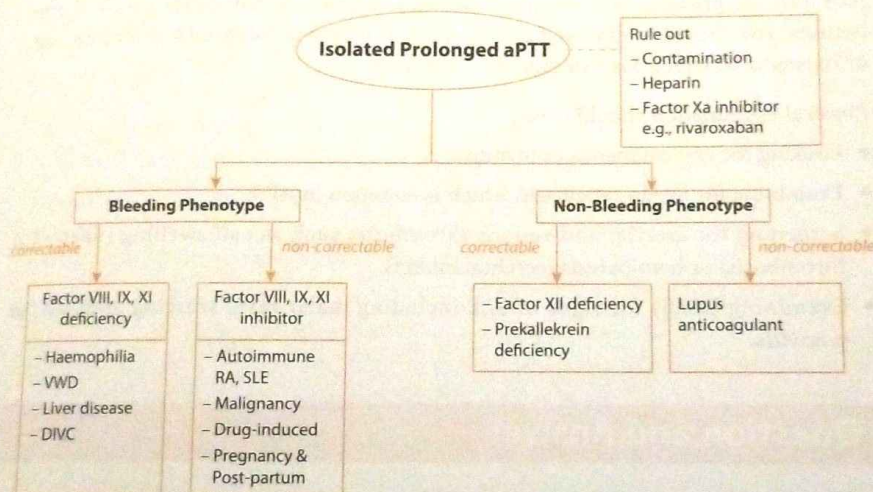 Isolated Prolonged aPTT
Rule out
– Contamination
– Heparin
– Factor Xa inhibitor
e.g., rivaroxaban
Bleeding Phenotype
Non-Bleeding Phenotype
correctable
non-correctable
correctable
non-correctable
Factor VIII, IX, XI
deficiency
– Haemophilia
– VWD
– Liver disease
– DIVC
Factor VIII, IX, XI
inhibitor
– Autoimmune
RA, SLE
– Malignancy
– Drug-induced
– Pregnancy &
Post-partum
– Factor XII deficiency
– Prekallekrein
deficiency
Lupus
anticoagulant